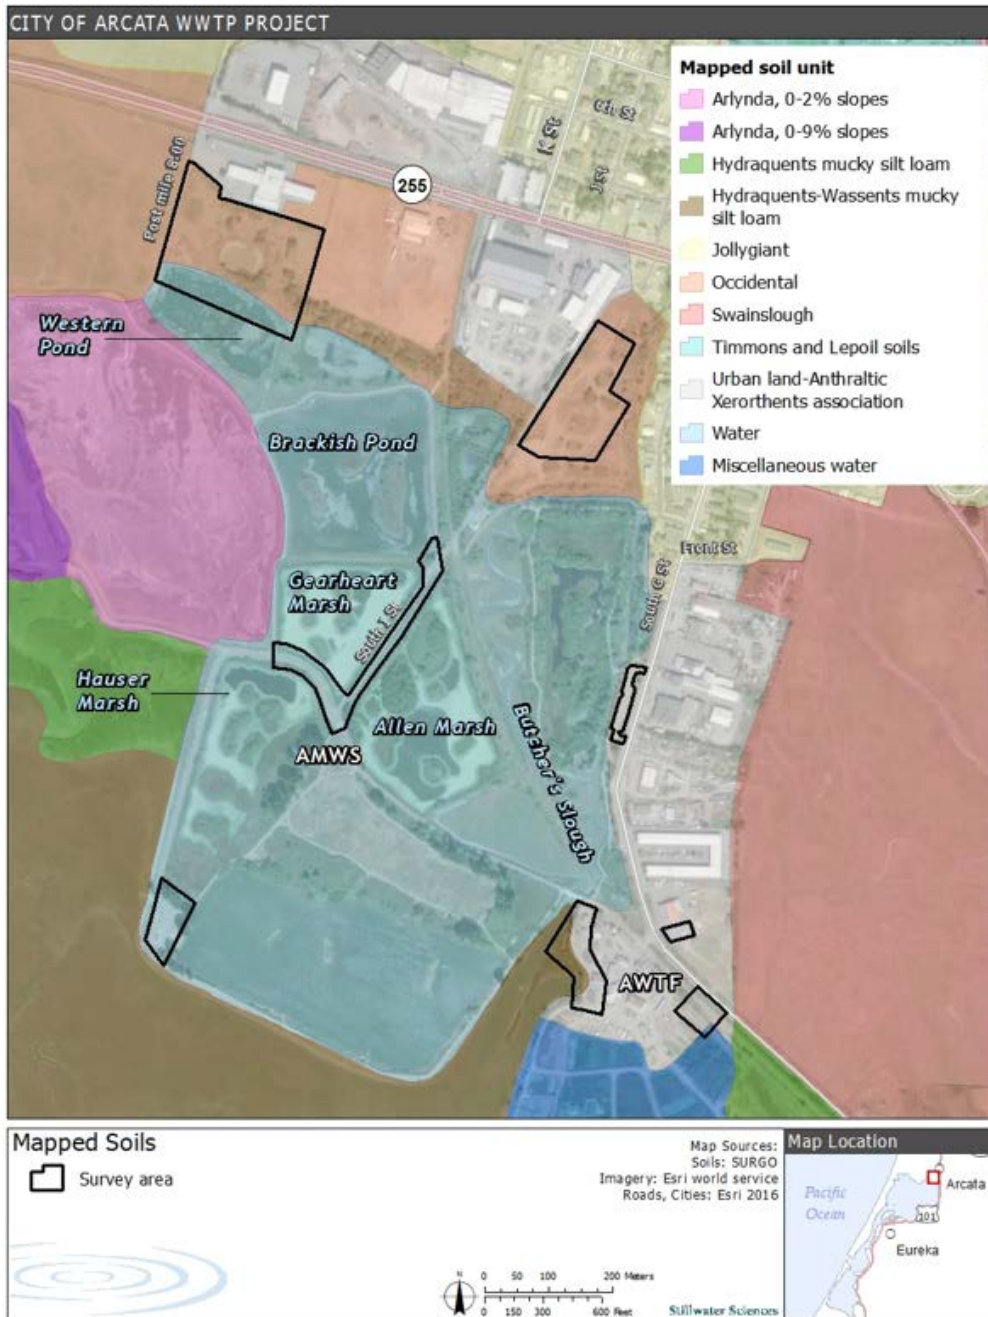 CITY OF ARCATA WWTP PROJECT
Mapped soil unit
Arlynda, 0-2% slopes
Arlynda, 0-9% slopes
Hydraquents mucky silt loam
Hydraquents-Wassents mucky
silt loam
Jollygiant
Occidental
Swainslough
Timmons and Lepoil soils
Urban land-Anthraltic
Xerorthents association
Water
Miscellaneous water
6th St
K St
J St
255
Post mile 8.00
Western
Pond
Brackish Pond
Front St
South G St
Gearheart
Marsh
South I St
Hauser
Marsh
Allen Marsh
Butcher's Slough
AMWS
AWTF
Mapped Soils
Survey area
Map Sources:
Soils: SURGO
Imagery: Esri world service
Roads, Cities: Esri 2016
N
0 50 100 200 Meters
0 150 300 600 Feet
Stillwater Sciences
Map Location
Pacific
Ocean
Arcata
101
Eureka